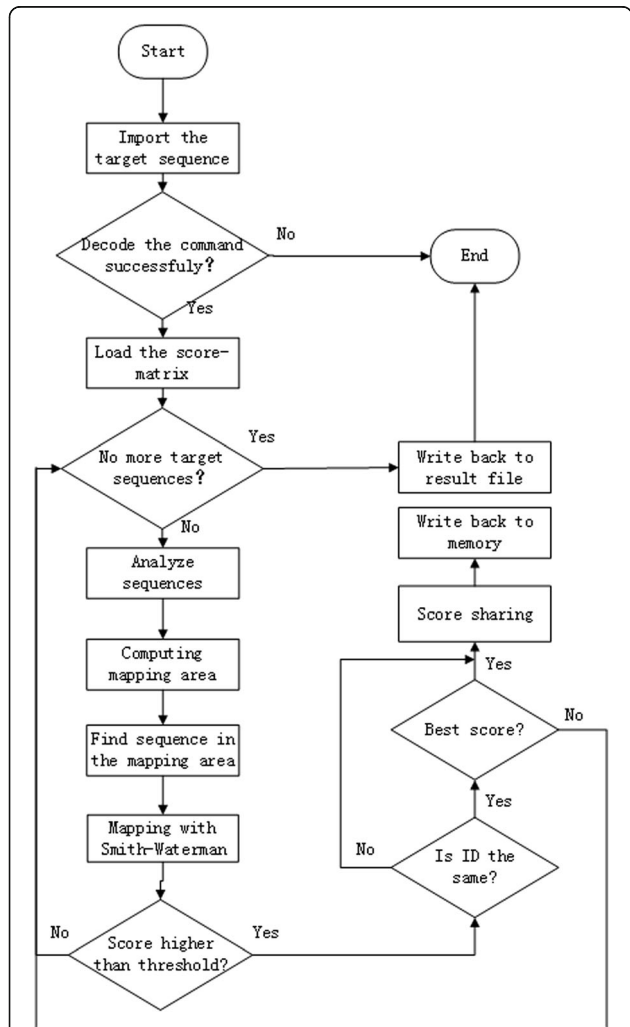 Start
Import the
target sequence
Decode the command
successfuly?
No
End
Yes
Load the score-
matrix
No more target
sequences?
Yes
Write back to
result file
No
Write back to
memory
Analyze
sequences
Score sharing
Computing
mapping area
Yes
Best score?
No
Find sequence in
the mapping area
Yes
Mapping with
Smith-Waterman
No
Is ID the
same?
No
Score higher
than threshold?
Yes